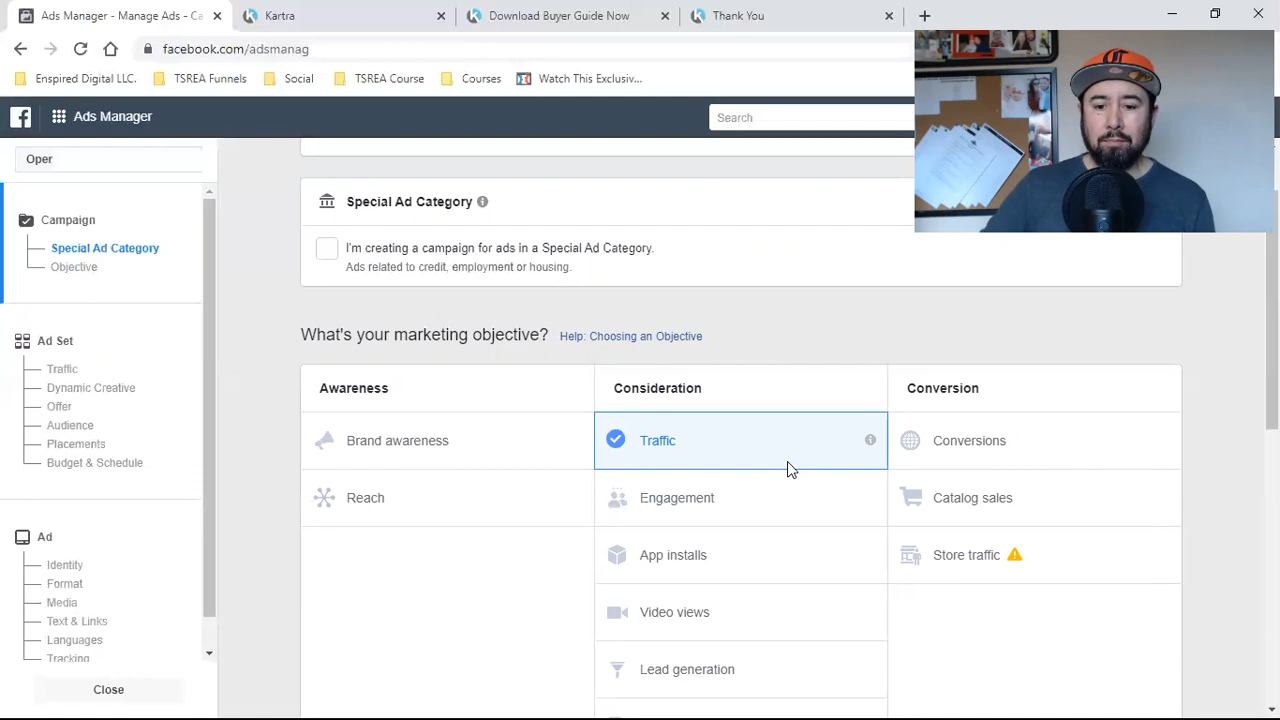 Ads Manager - Manage Ads - Ca
Kartra
Download Buyer Guide Now
Thank You
facebook.com/adsmanag
Enspired Digital LLC.
TSREA Funnels
Social
TSREA Course
Courses
Watch This Exclusiv...
Ads Manager
Search
Oper
Campaign
Special Ad Category
Objective
Ad Set
Traffic
Dynamic Creative
Offer
Audience
Placements
Budget & Schedule
Ad
Identity
Format
Media
Text & Links
Languages
Tracking
Close
Special Ad Category
I'm creating a campaign for ads in a Special Ad Category.
Ads related to credit, employment or housing.
What's your marketing objective? Help: Choosing an Objective
Awareness
Consideration
Conversion
Brand awareness
Traffic
Conversions
Reach
Engagement
Catalog sales
App installs
Store traffic
Video views
Lead generation